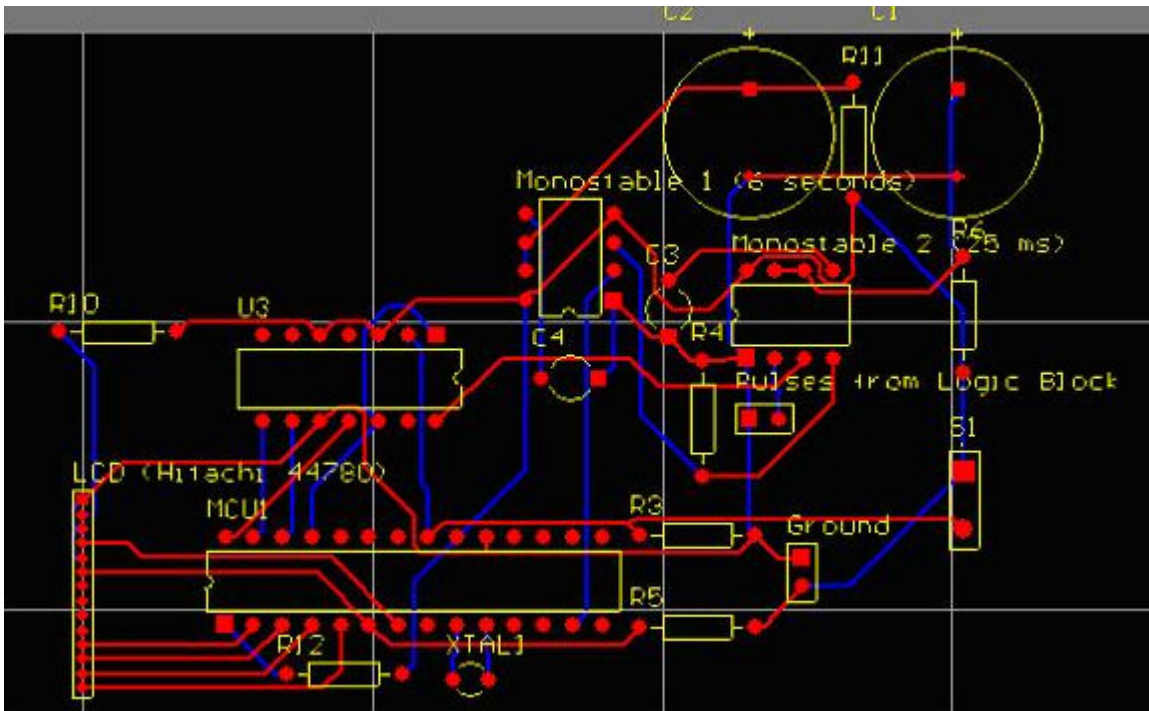 C2
C1
R11
Monostable 1 (6 seconds)
R6
C3
Monostable 2 (25 ms)
R10
U3
C4
R4
Pulses from Logic Block
S1
LCD (Hitachi 44780)
MCU1
R3
Ground
R5
R12
XTAL1